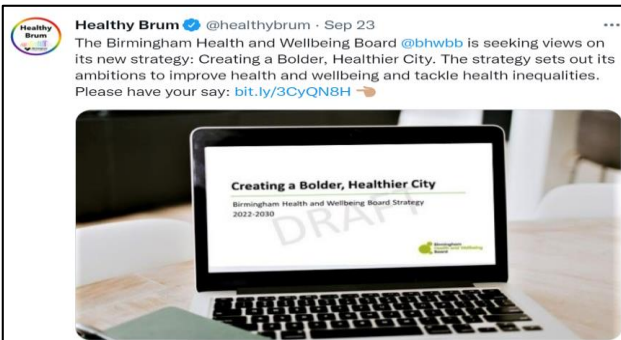 Healthy Brum @healthybrum · Sep 23
The Birmingham Health and Wellbeing Board @bhwbb is seeking views on
its new strategy: Creating a Bolder, Healthier City. The strategy sets out its
ambitions to improve health and wellbeing and tackle health inequalities.
Please have your say: bit.ly/3CyQN8H
Healthy
Brum
Creating a Bolder, Healthier City
Birmingham Health and Wellbeing Board Strategy
2022-2030
DRAFT
Birmingham
Health and Wellbeing
Board